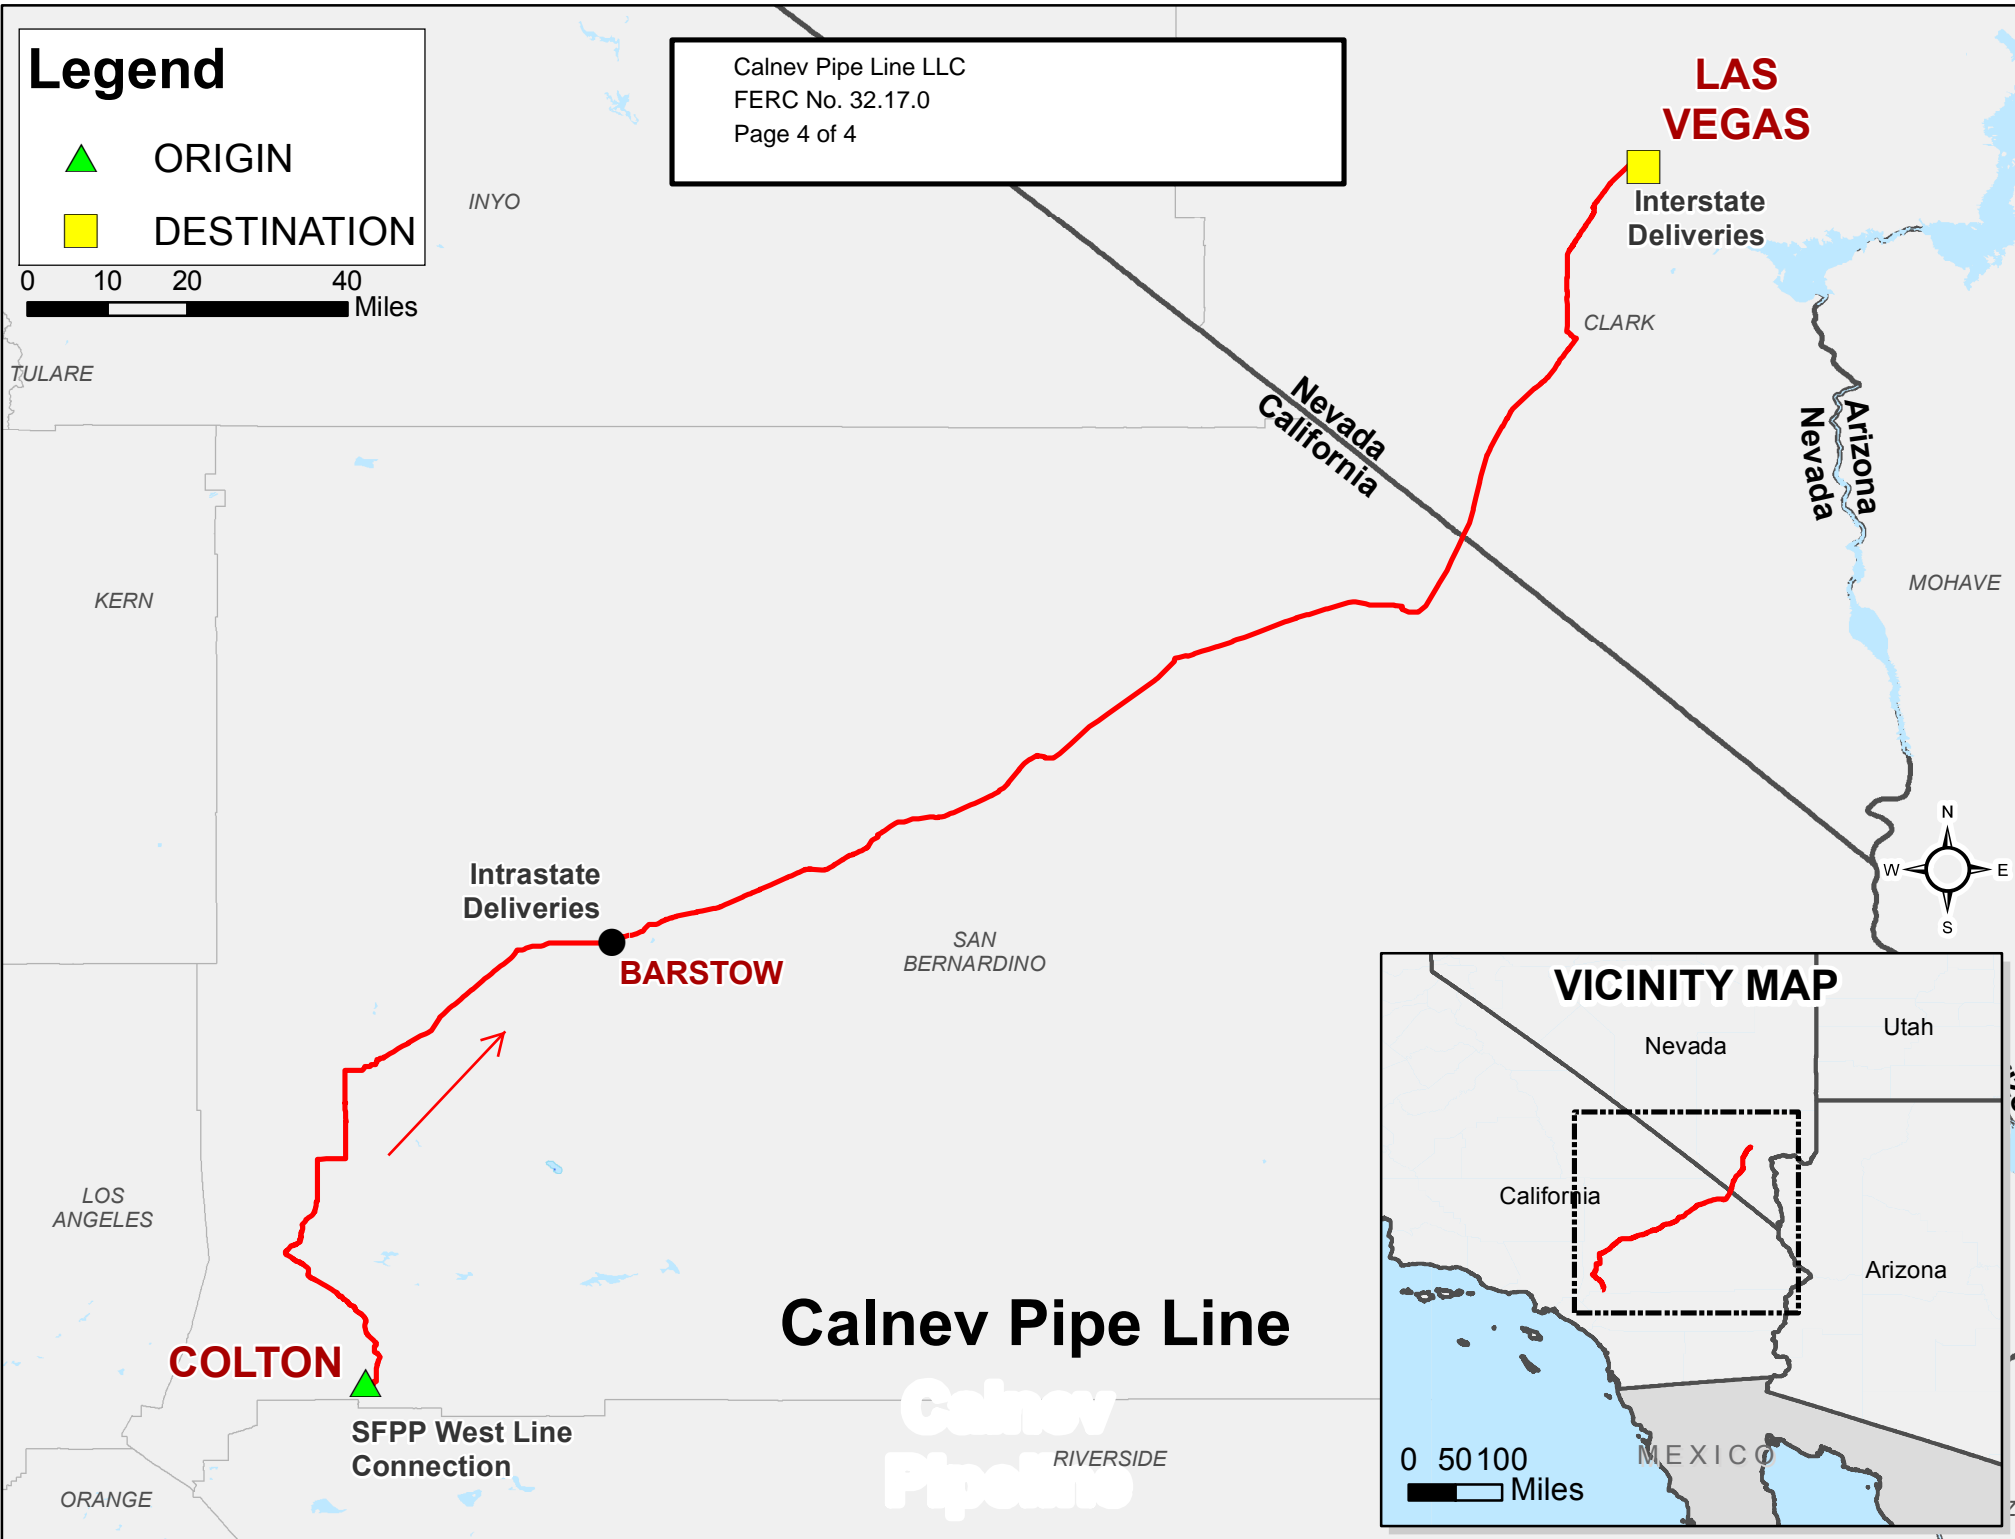 Legend
ORIGIN
DESTINATION
0 10 20 40
Miles
Calnev Pipe Line LLC
FERC No. 32.17.0
Page 4 of 4
LAS
VEGAS
Interstate
Deliveries
INYO
TULARE
CLARK
Nevada
California
Arizona
Nevada
KERN
MOHAVE
Intrastate
Deliveries
BARSTOW
SAN
BERNARDINO
N
W E
S
LOS
ANGELES
COLTON
SFPP West Line
Connection
ORANGE
Calnev Pipe Line
Calnev
Pipeline
RIVERSIDE
VICINITY MAP
Utah
Nevada
California
Arizona
MEXICO
0 50 100
Miles